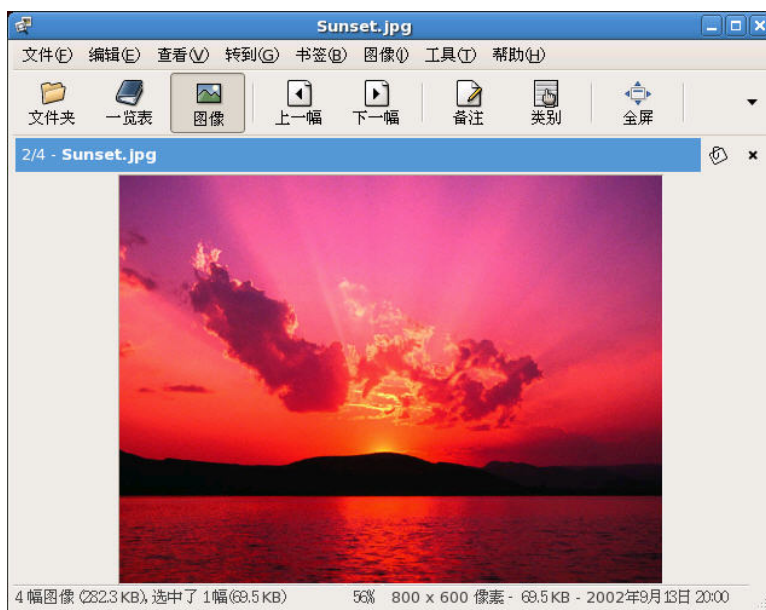 Sunset.jpg
文件(F) 编辑(E) 查看(V) 转到(G) 书签(B) 图像(I) 工具(T) 帮助(H)
文件夹 一览表 图像 上一幅 下一幅 备注 类别 全屏
2/4 - Sunset.jpg
4 幅图像 (282.3 KB), 选中了 1幅(69.5 KB) 56% 800 x 600 像素 - 69.5 KB - 2002年9月13日 20:00